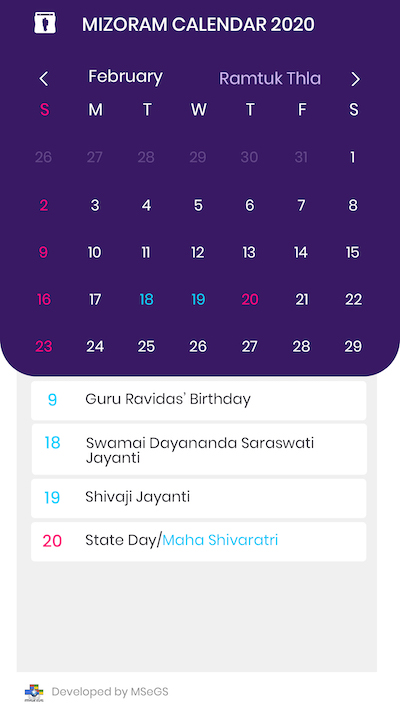 MIZORAM CALENDAR 2020
February Ramtuk Thla
S M T W T F S
26 27 28 29 30 31 1
2 3 4 5 6 7 8
9 10 11 12 13 14 15
16 17 18 19 20 21 22
23 24 25 26 27 28 29
9 Guru Ravidas' Birthday
18 Swamai Dayananda Saraswati
Jayanti
19 Shivaji Jayanti
20 State Day/Maha Shivaratri
Developed by MSeGS